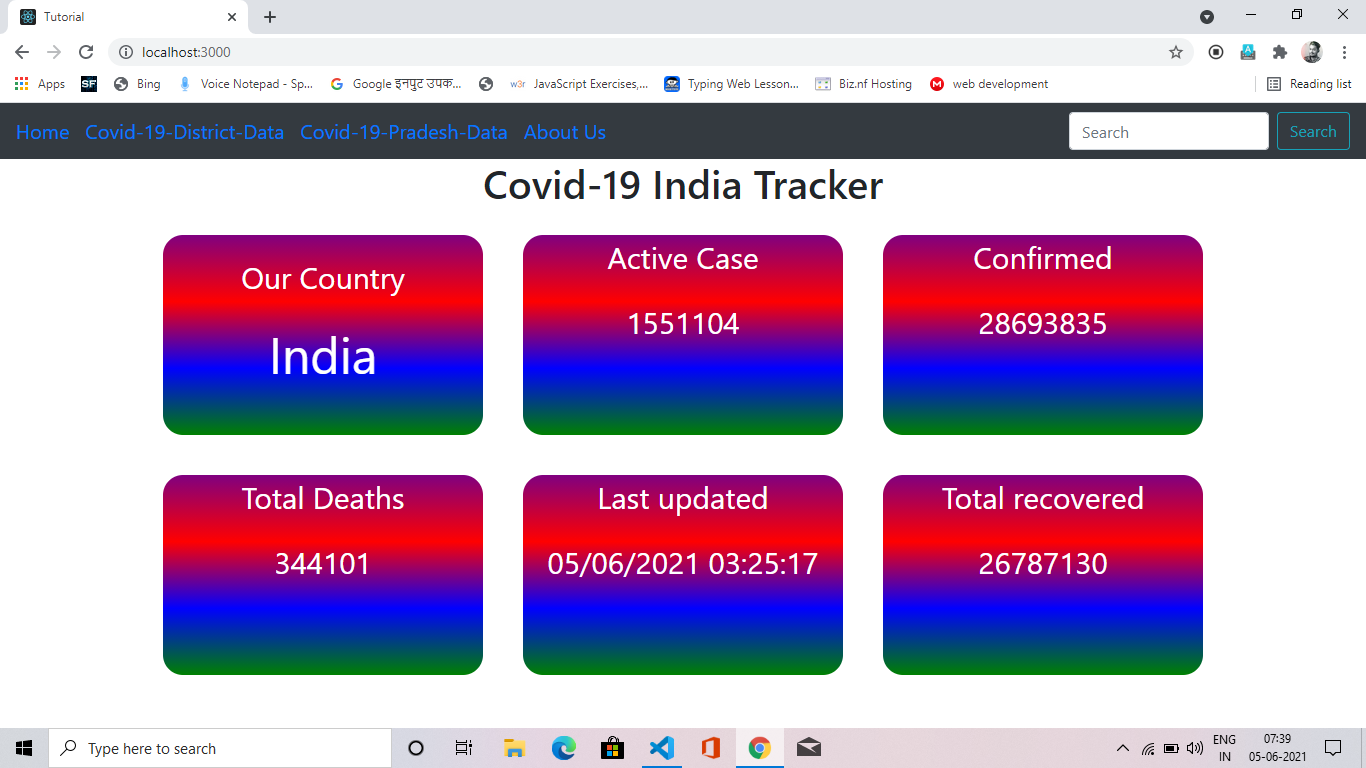 Tutorial
localhost:3000
Apps SF Bing Voice Notepad - Sp... Google इनपुट उपक... w3r JavaScript Exercises,... Typing Web Lesson... Biz.nf Hosting M web development Reading list
Home Covid-19-District-Data Covid-19-Pradesh-Data About Us Search Search
Covid-19 India Tracker
Our Country
India
Active Case
1551104
Confirmed
28693835
Total Deaths
344101
Last updated
05/06/2021 03:25:17
Total recovered
26787130
Type here to search
ENG
IN
07:39
05-06-2021